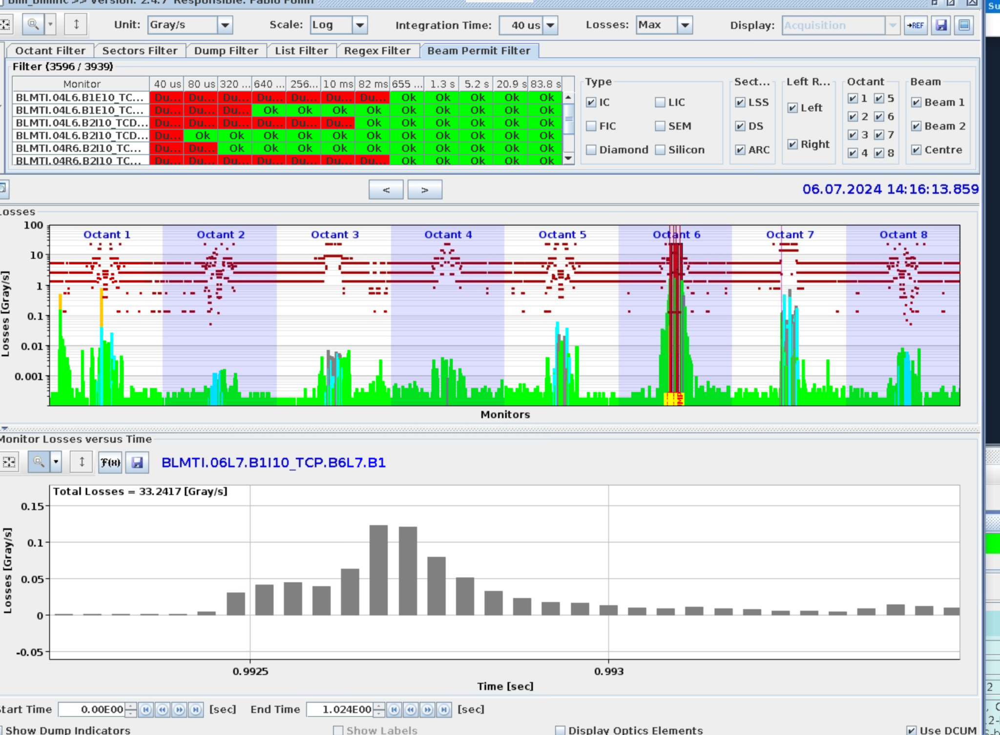 Version: 2.4.7 Responsible: Fabio
Unit: Gray/s Scale: Log Integration Time: 40 us Losses: Max Display: Acquisition →REF
Octant Filter Sectors Filter Dump Filter List Filter Regex Filter Beam Permit Filter
Filter (3596 / 3939)
Monitor 40 us 80 us 320 ... 640 ... 256... 10 ms 82 ms 655 ... 1.3 s 5.2 s 20.9 s 83.8 s
BLMTI.04L6.B1E10_TC... Du... Du... Du... Du... Du... Du... Du... Ok Ok Ok Ok Ok
BLMTI.04L6.B1E10_TC... Du... Du... Du... Ok Ok Ok Ok Ok Ok Ok Ok Ok
BLMTI.04L6.B2I10_TCD... Du... Du... Du... Du... Du... Du... Ok Ok Ok Ok Ok Ok
BLMTI.04L6.B2I10_TCD... Du... Ok Ok Ok Ok Ok Ok Ok Ok Ok Ok Ok
BLMTI.04R6.B2I10_TC... Du... Du... Ok Ok Ok Ok Ok Ok Ok Ok Ok Ok
BLMTI.04R6.B2I10_TC... Du... Du... Du... Du... Du... Du... Du... Ok Ok Ok Ok Ok
Type
IC LIC
FIC SEM
Diamond Silicon
Sect...
LSS
DS
ARC
Left R...
Left
Right
Octant
1 5
2 6
3 7
4 8
Beam
Beam 1
Beam 2
Centre
< >
06.07.2024 14:16:13.859
Losses
Octant 1 Octant 2 Octant 3 Octant 4 Octant 5 Octant 6 Octant 7 Octant 8
100
10
1
0.1
0.01
0.001
Losses [Gray/s]
Monitors
Monitor Losses versus Time
F(x) BLMTI.06L7.B1I10_TCP.B6L7.B1
Total Losses = 33.2417 [Gray/s]
0.15
0.1
0.05
0
-0.05
Losses [Gray/s]
0.9925 0.993
Time [sec]
Start Time 0.00E00 [sec] End Time 1.024E00 [sec]
Show Dump Indicators Show Labels Display Optics Elements Use DCUM